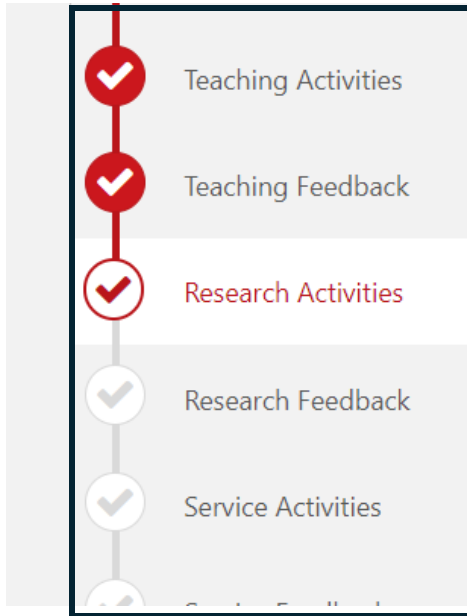 Teaching Activities
Teaching Feedback
Research Activities
Research Feedback
Service Activities